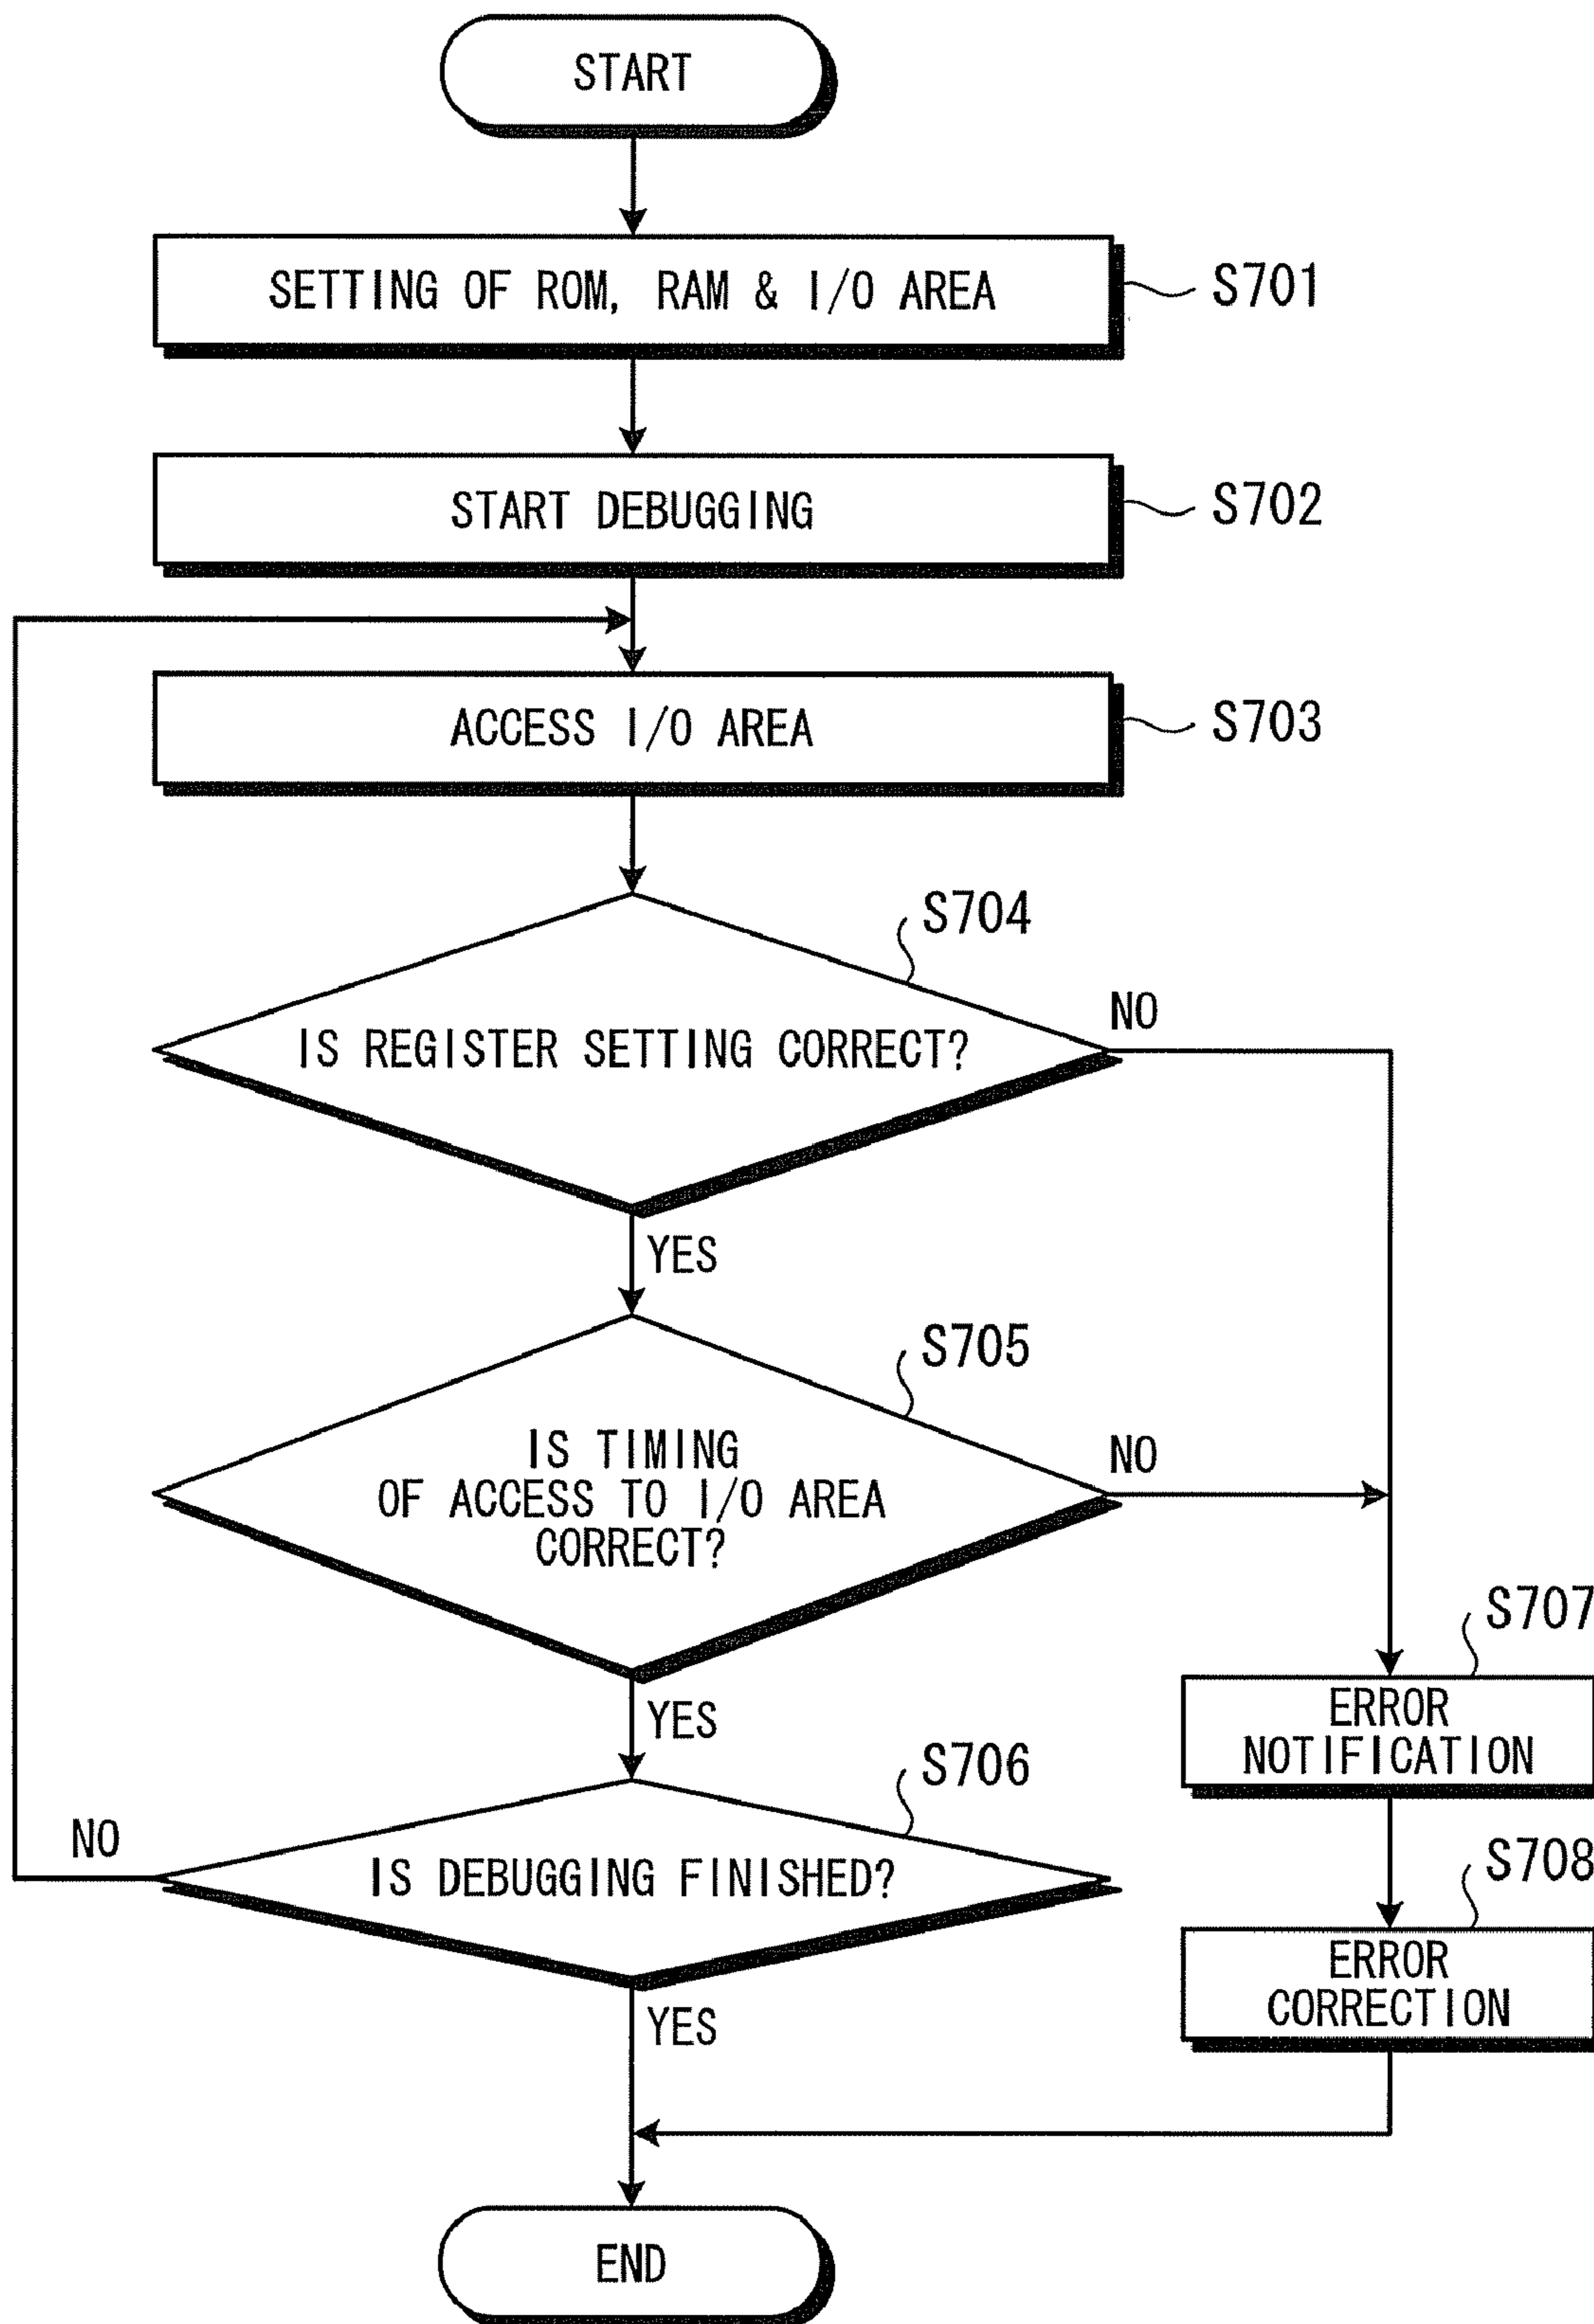 START
SETTING OF ROM, RAM & I/O AREA
S701
START DEBUGGING
S702
ACCESS I/O AREA
S703
S704
IS REGISTER SETTING CORRECT?
NO
YES
S705
IS TIMING
OF ACCESS TO I/O AREA
CORRECT?
NO
YES
S707
ERROR
NOTIFICATION
S706
IS DEBUGGING FINISHED?
NO
YES
S708
ERROR
CORRECTION
END